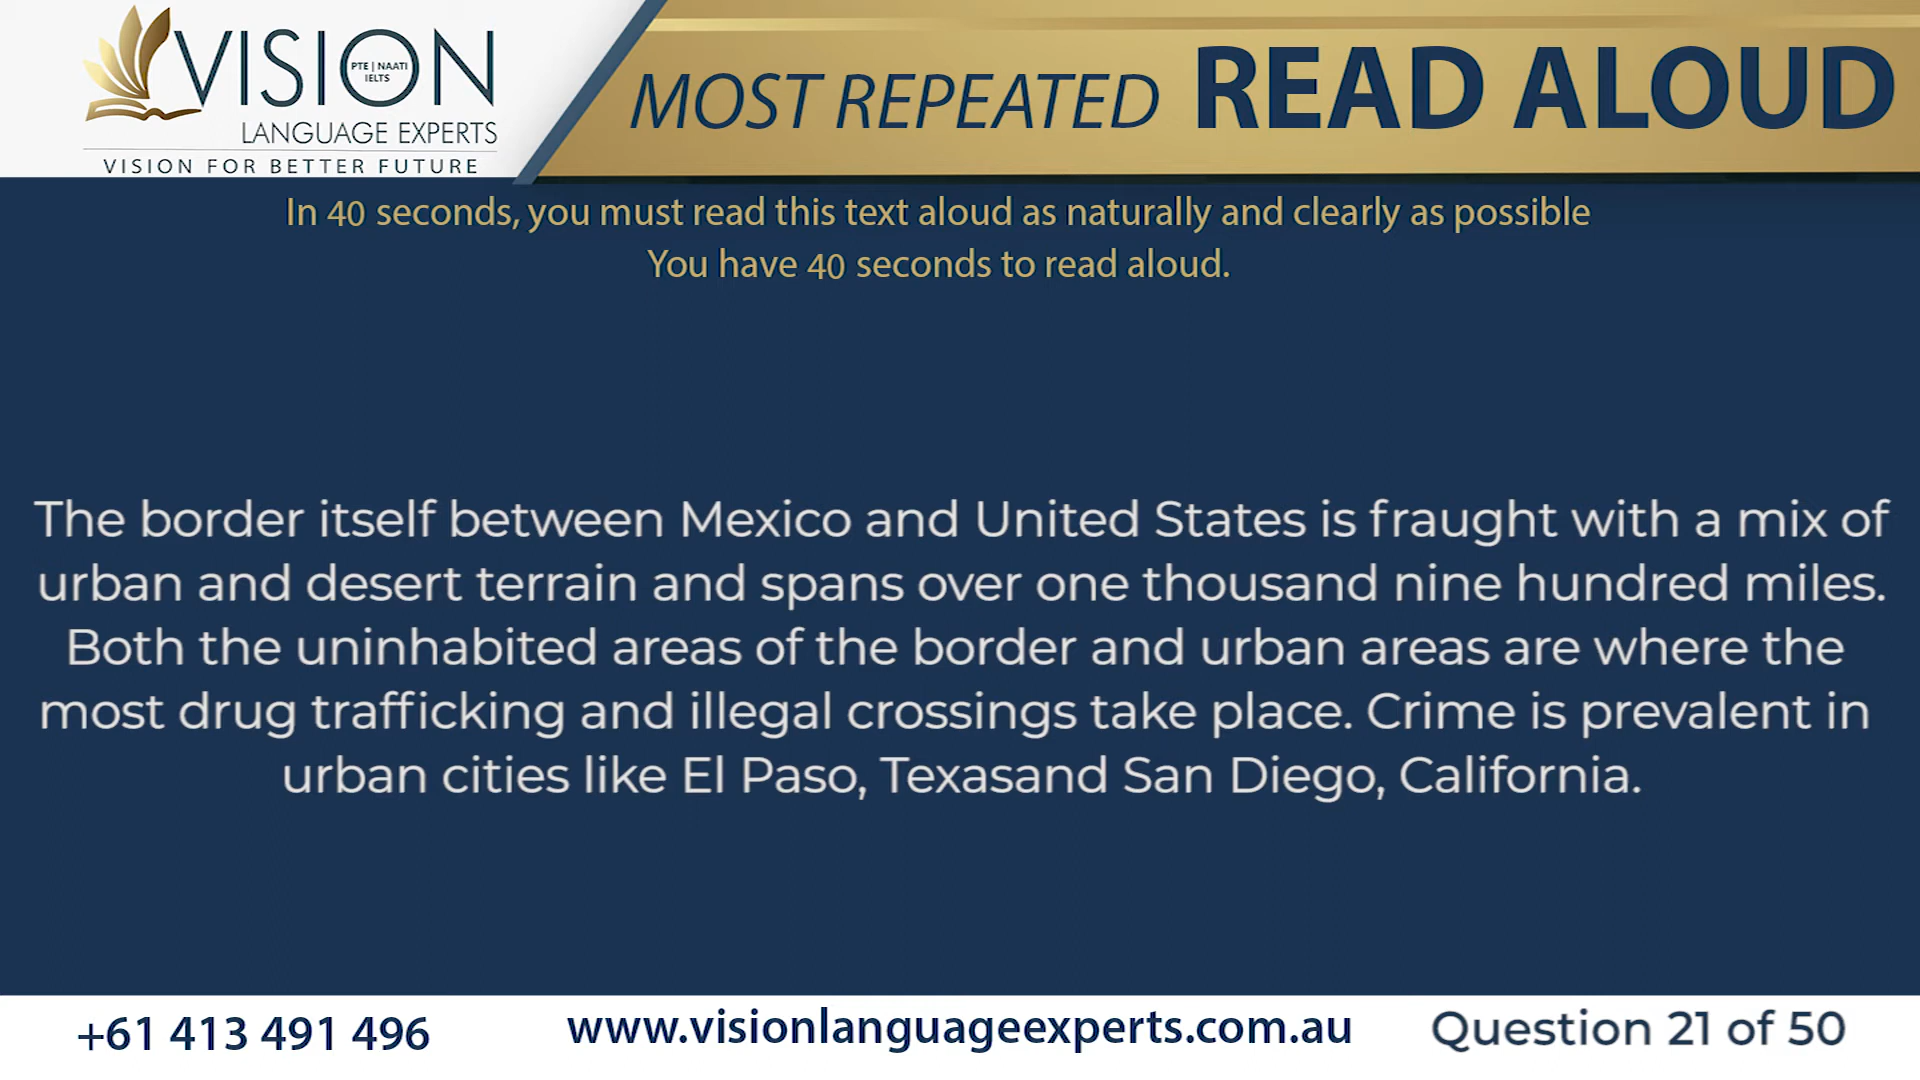 VISION
PTE | NAATI
IELTS
LANGUAGE EXPERTS
VISION FOR BETTER FUTURE
MOST REPEATED READ ALOUD
In 40 seconds, you must read this text aloud as naturally and clearly as possible
You have 40 seconds to read aloud.
The border itself between Mexico and United States is fraught with a mix of
urban and desert terrain and spans over one thousand nine hundred miles.
Both the uninhabited areas of the border and urban areas are where the
most drug trafficking and illegal crossings take place. Crime is prevalent in
urban cities like El Paso, Texasand San Diego, California.
+61 413 491 496
www.visionlanguageexperts.com.au
Question 21 of 50